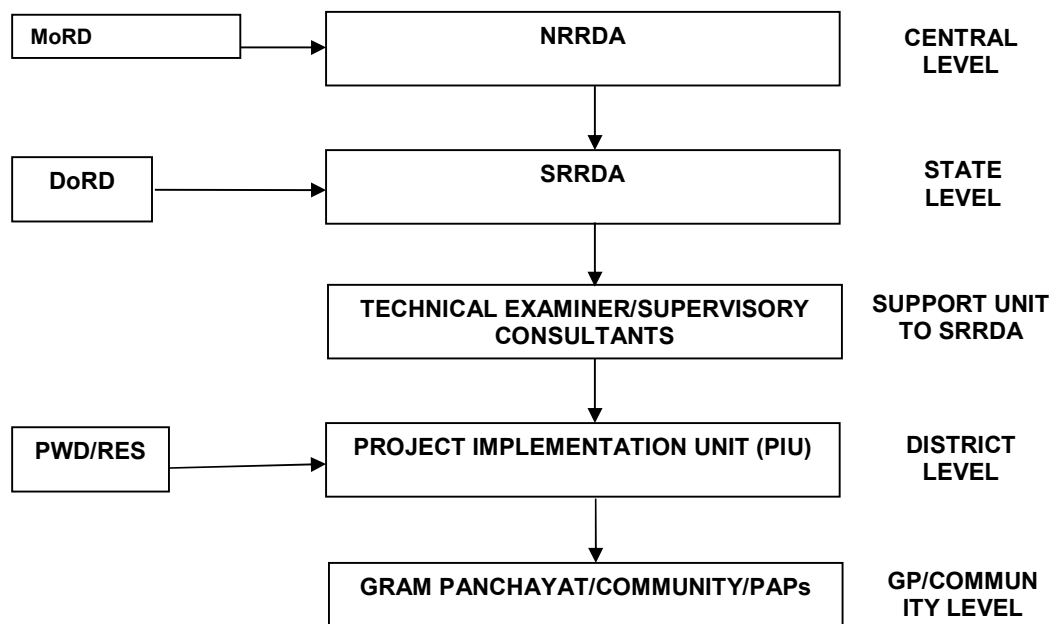 MoRD
NRRDA
CENTRAL
LEVEL
DoRD
SRRDA
STATE
LEVEL
TECHNICAL EXAMINER/SUPERVISORY
CONSULTANTS
SUPPORT UNIT
TO SRRDA
PWD/RES
PROJECT IMPLEMENTATION UNIT (PIU)
DISTRICT
LEVEL
GRAM PANCHAYAT/COMMUNITY/PAPs
GP/COMMUN
ITY LEVEL